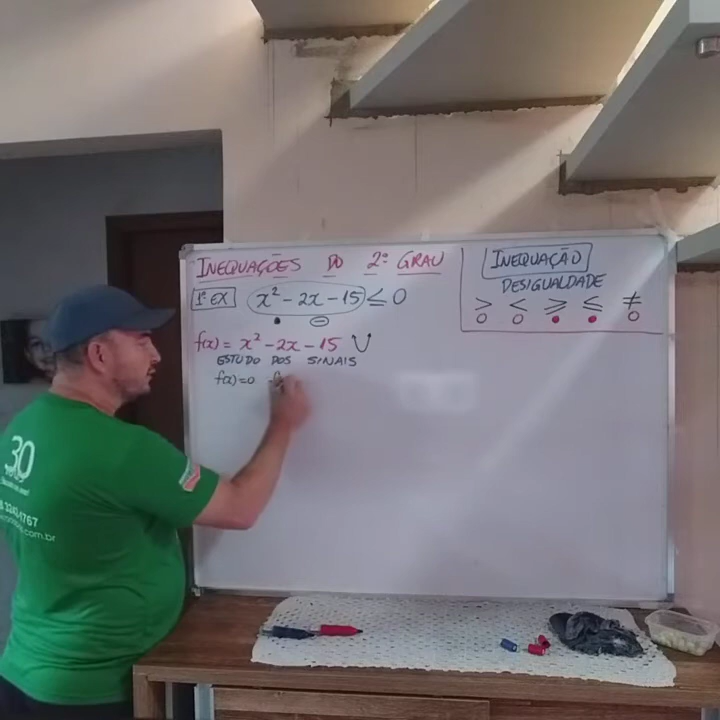 INEQUAÇÕES DO 2º GRAU
1º EX x² - 2x - 15 ≤ 0
f(x) = x² - 2x - 15
ESTUDO DOS SINAIS
f(x) = 0
INEQUAÇÃO
DESIGUALDADE
> < ≥ ≤ ≠
30